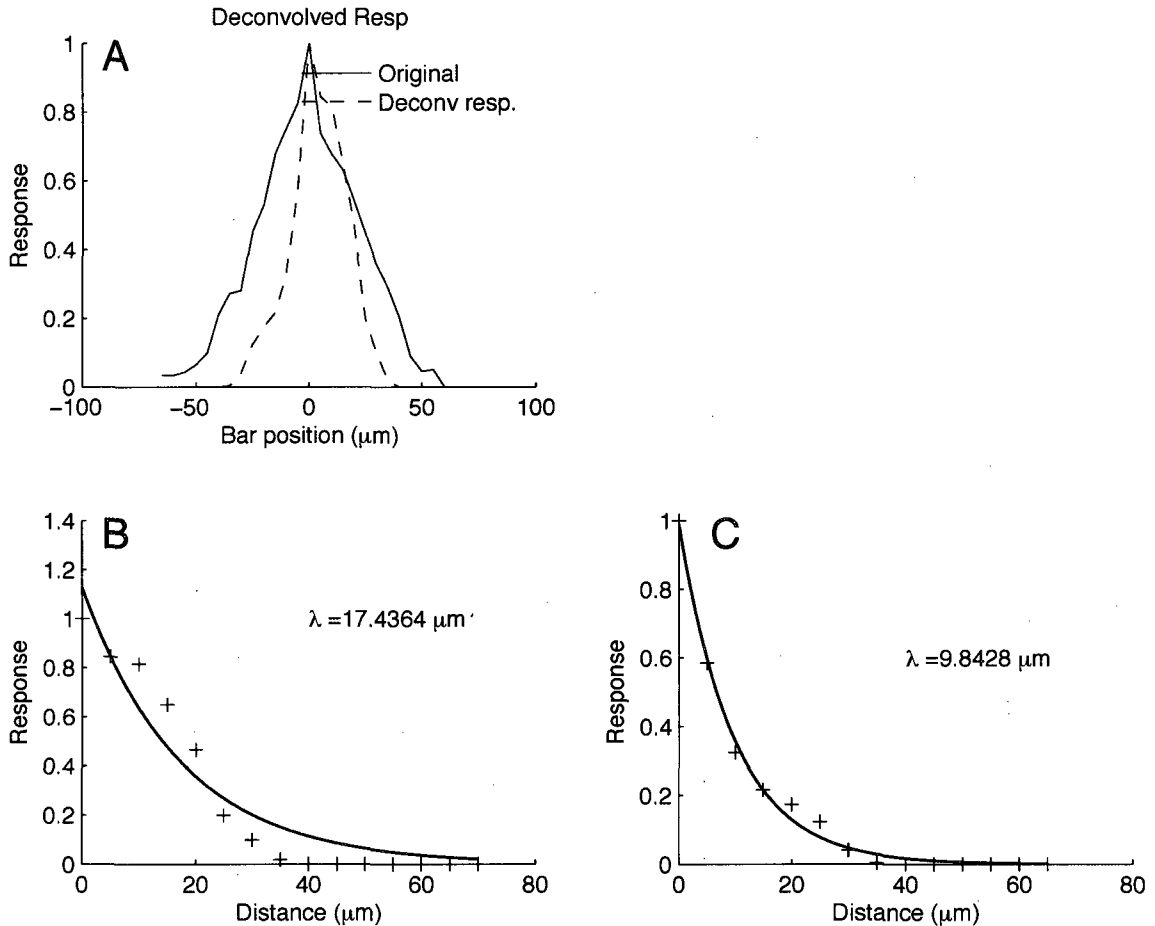 Deconvolved Resp
A
Original
Deconv resp.
Response
1
0.8
0.6
0.4
0.2
0
−100
−50
0
50
100
Bar position (μm)
B
λ =17.4364 μm
Response
1.4
1.2
1
0.8
0.6
0.4
0.2
0
0
20
40
60
80
Distance (μm)
C
λ =9.8428 μm
Response
1
0.8
0.6
0.4
0.2
0
0
20
40
60
80
Distance (μm)